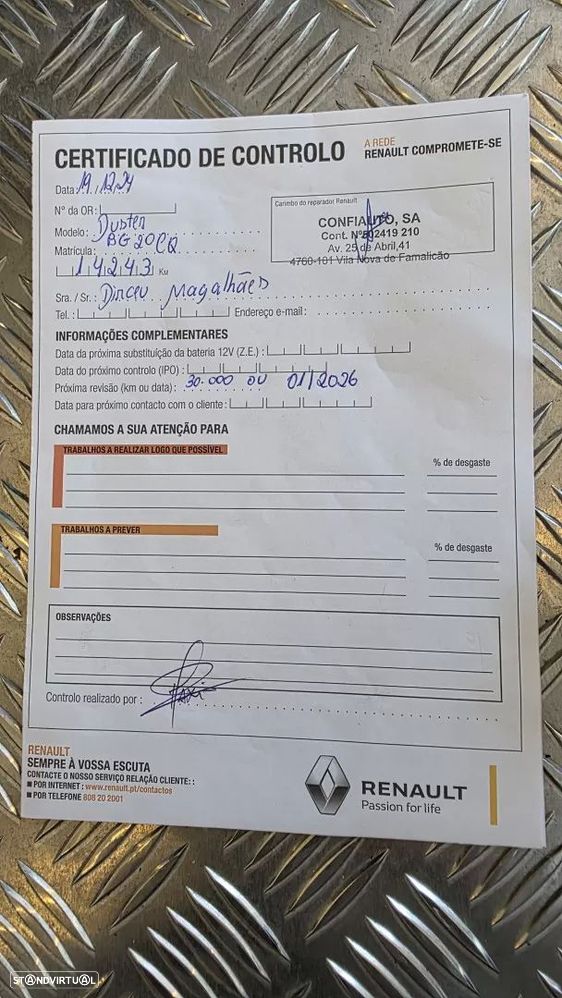 CERTIFICADO DE CONTROLO
A REDE
RENAULT COMPROMETE-SE
Data: 19.12.24
Nº da OR:
Carimbo do reparador Renault
CONFIAUTO, SA
Cont. Nº502419 210
Av. 25 de Abril,41
4760-101 Vila Nova de Famalicão
Modelo: Duster
Matrícula: BG20CQ
14243 Km
Sra. / Sr.: Dirceu Magalhães
Tel.: Endereço e-mail:
INFORMAÇÕES COMPLEMENTARES
Data da próxima substituição da bateria 12V (Z.E.) :
Data do próximo controlo (IPO) :
Próxima revisão (km ou data) : 30.000 OU 01/2026
Data para próximo contacto com o cliente :
CHAMAMOS A SUA ATENÇÃO PARA
TRABALHOS A REALIZAR LOGO QUE POSSÍVEL
% de desgaste
TRABALHOS A PREVER
% de desgaste
OBSERVAÇÕES
Controlo realizado por :
RENAULT
SEMPRE À VOSSA ESCUTA
CONTACTE O NOSSO SERVIÇO RELAÇÃO CLIENTE: :
■ POR INTERNET : www.renault.pt/contactos
■ POR TELEFONE 808 20 2001
RENAULT
Passion for life
STANDVIRTUAL